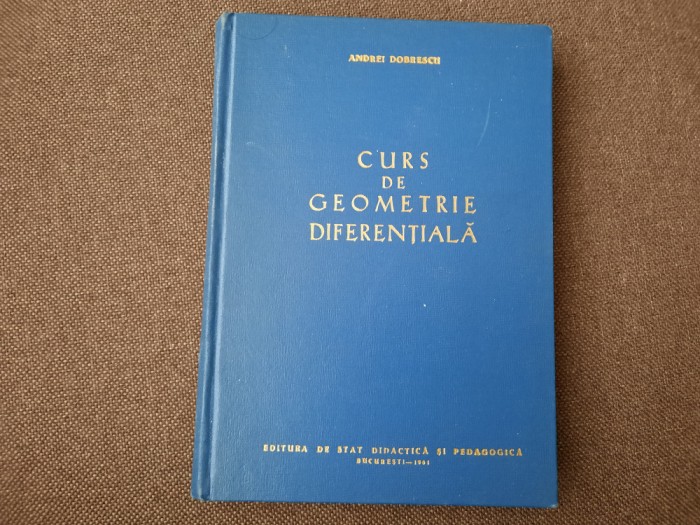 ANDREI DOBRESCU
CURS
DE
GEOMETRIE
DIFERENȚIALĂ
EDITURA DE STAT DIDACTICĂ ȘI PEDAGOGICĂ
BUCUREȘTI—1961